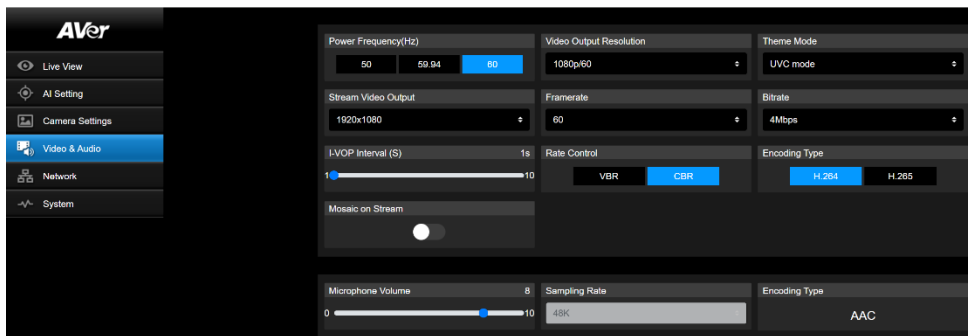 AVer
Live View
AI Setting
Camera Settings
Video & Audio
Network
System
Power Frequency(Hz)
50 59.94 60
Video Output Resolution
1080p/60
Theme Mode
UVC mode
Stream Video Output
1920x1080
Framerate
60
Bitrate
4Mbps
I-VOP Interval (S) 1s
1 10
Rate Control
VBR CBR
Encoding Type
H.264 H.265
Mosaic on Stream
Microphone Volume 8
0 10
Sampling Rate
48K
Encoding Type
AAC